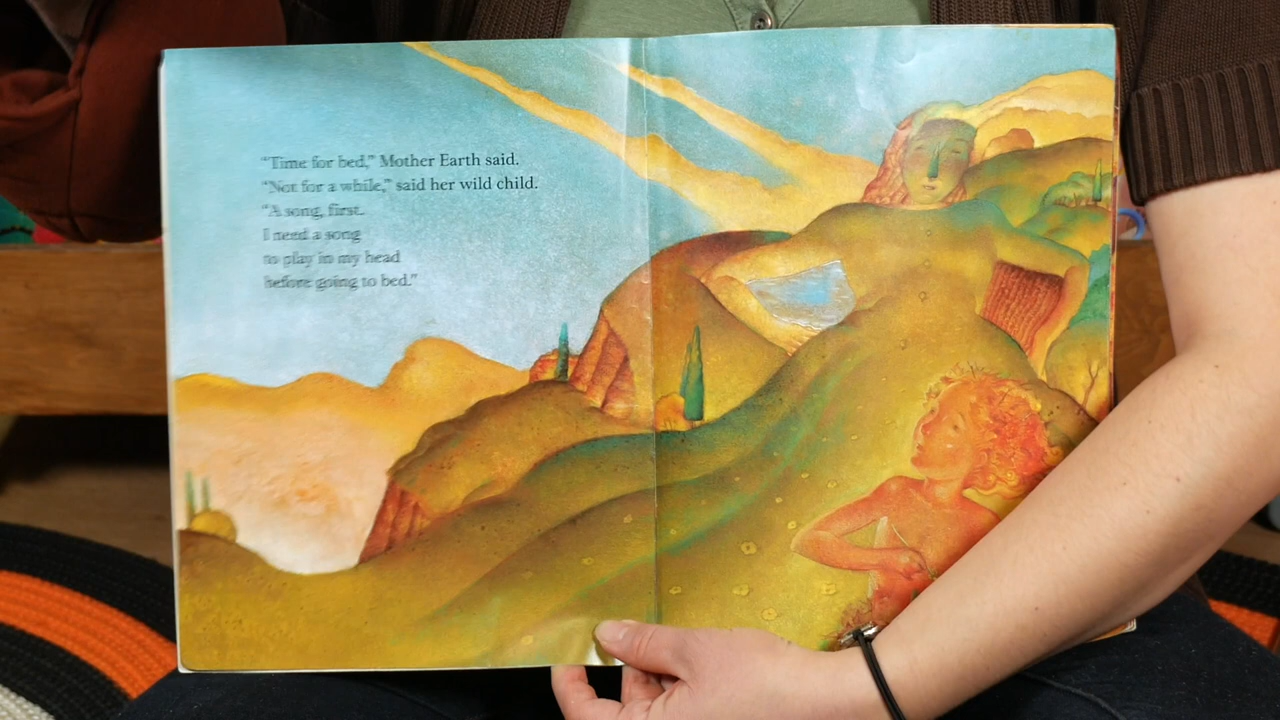 “Time for bed,” Mother Earth said.
“Not for a while,” said her wild child.
“A song, first.
I need a song
to play in my head
before going to bed.”